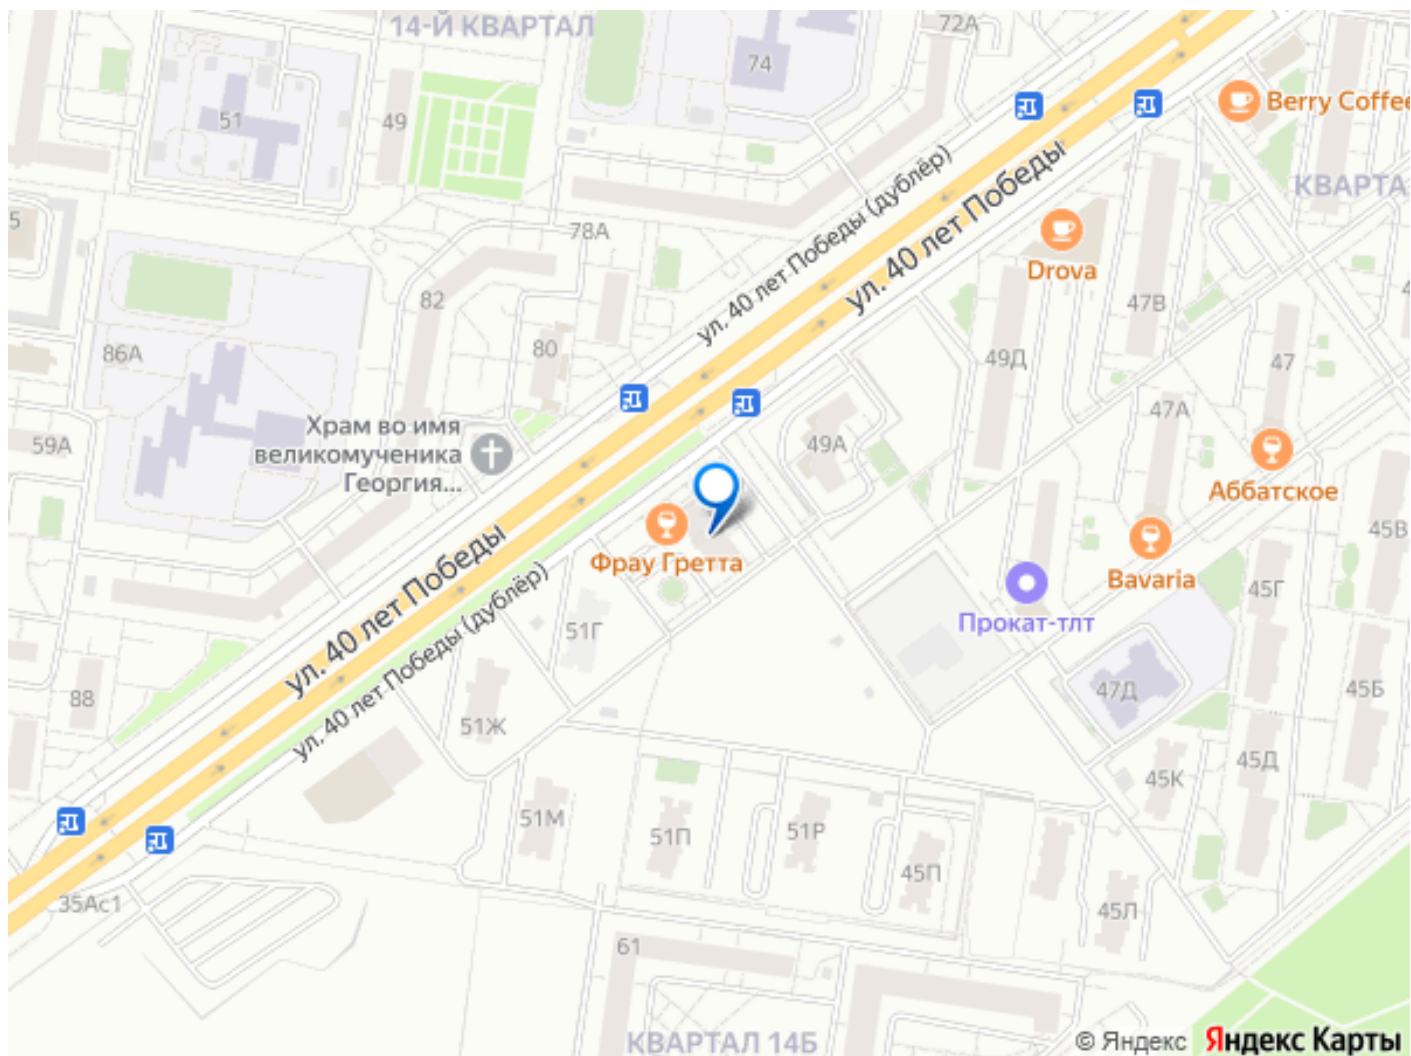 14-Й КВАРТАЛ
72А
74
Berry Coffee
51
49
КВАРТА
ул. 40 лет Победы (дублёр)
ул. 40 лет Победы
5
78А
Drova
82
47В
86А
80
49Д
47
47А
Храм во имя
великомученика
Георгия...
59А
49А
Аббатское
45В
Фрау Гретта
Bavaria
ул. 40 лет Победы
ул. 40 лет Победы (дублёр)
51Г
Прокат-тлт
45Г
88
51Ж
47Д
45Б
45Д
45К
51М
51П
51Р
45П
35Ас1
45Л
61
КВАРТАЛ 14Б
© Яндекс Яндекс Карты